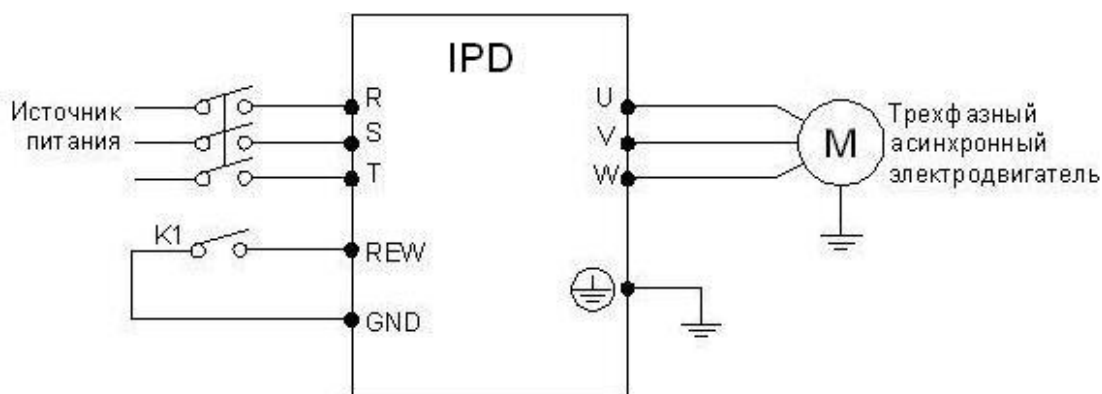 IPD
Источник
питания
R
S
T
U
V
W
M
Трехфазный
асинхронный
электродвигатель
K1
REW
GND